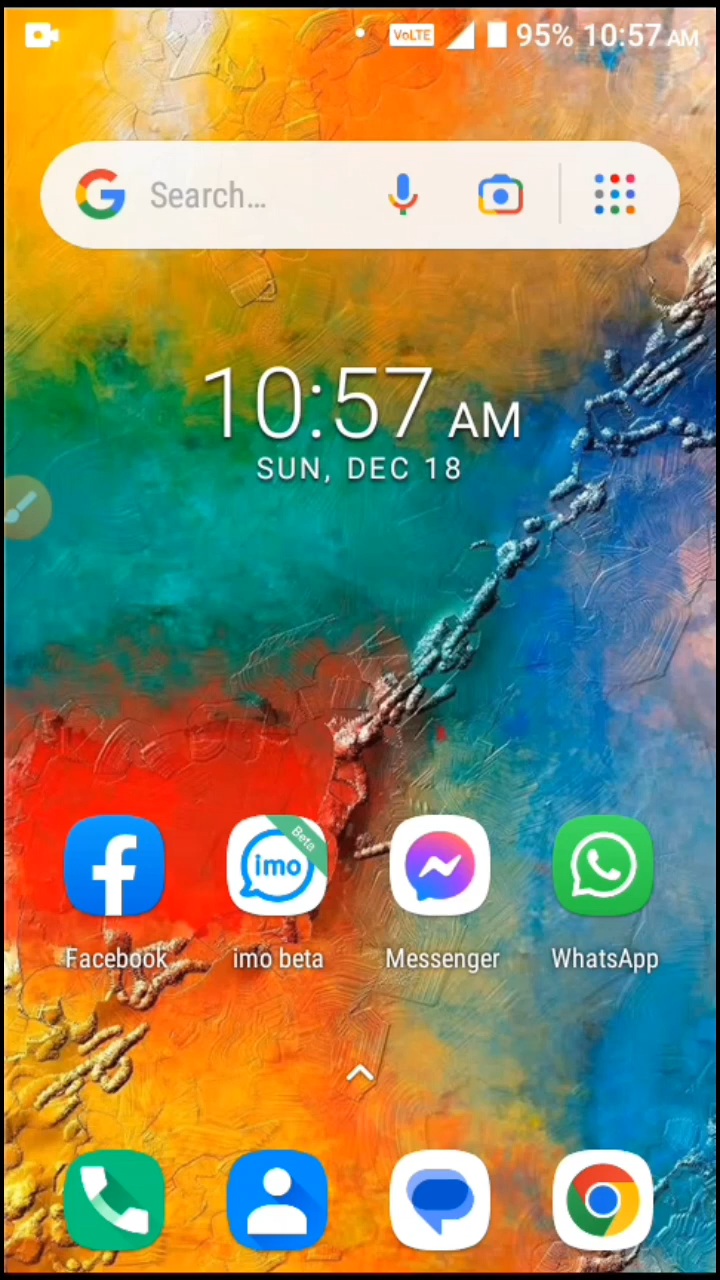 VoLTE 95% 10:57 AM
Search...
10:57 AM
SUN, DEC 18
Beta
imo
Facebook imo beta Messenger WhatsApp